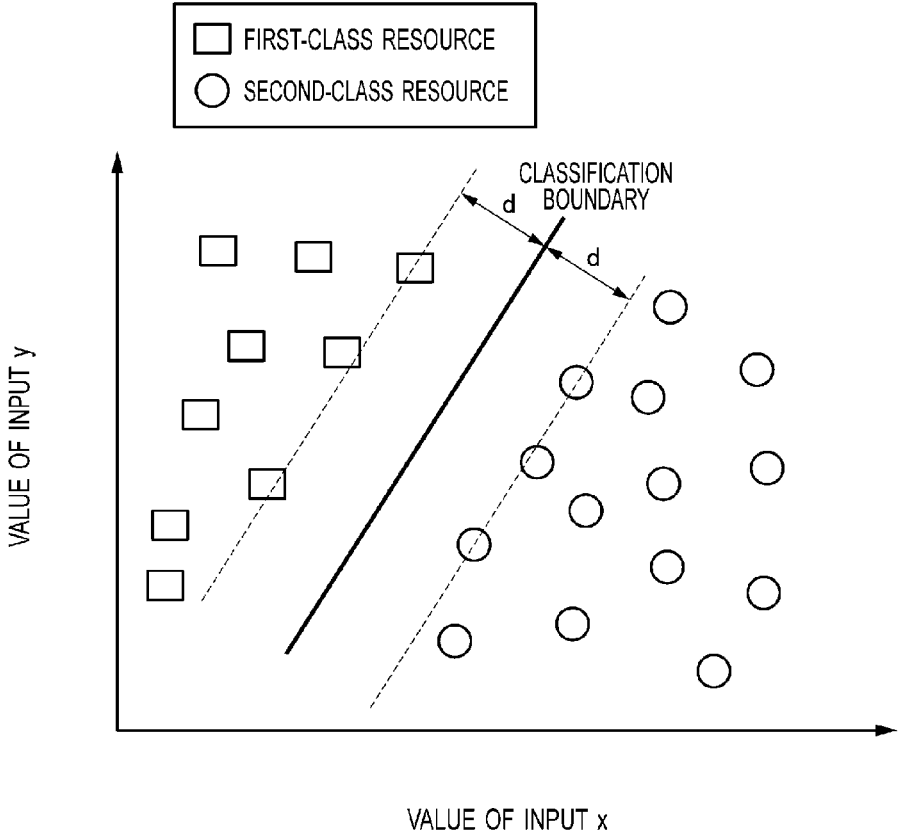 FIRST-CLASS RESOURCE
SECOND-CLASS RESOURCE
CLASSIFICATION
BOUNDARY
d
d
VALUE OF INPUT y
VALUE OF INPUT x